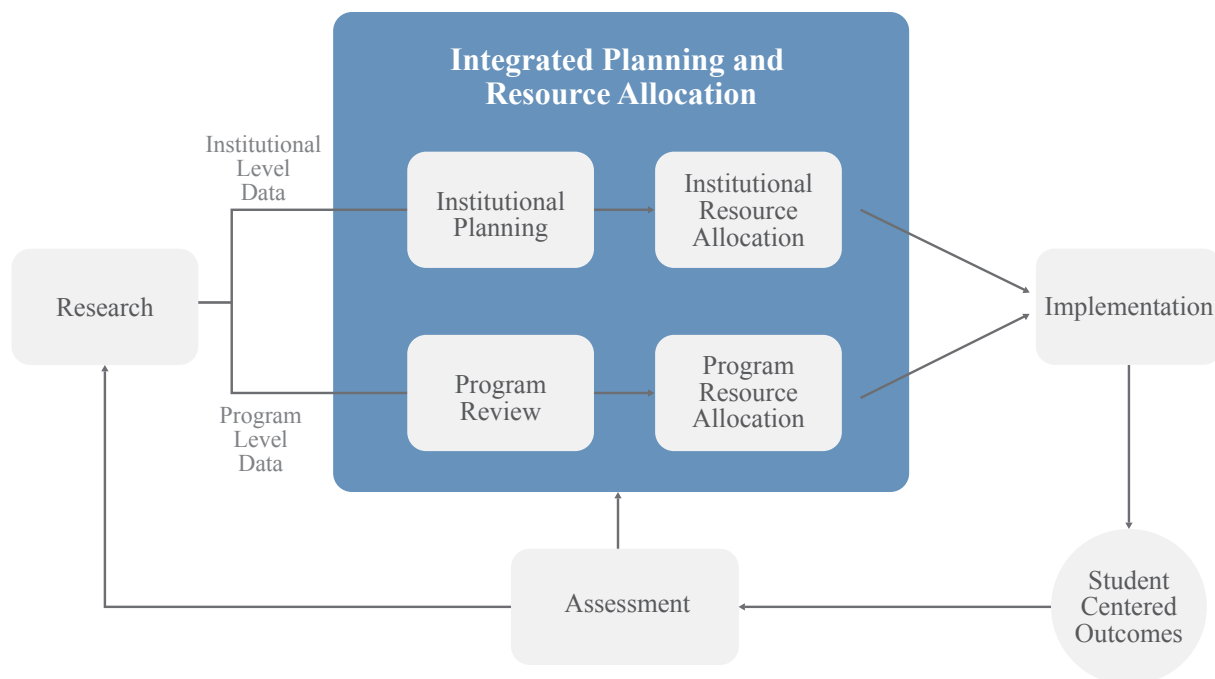 Integrated Planning and
Resource Allocation
Institutional
Level
Data
Institutional
Planning
Institutional
Resource
Allocation
Research
Implementation
Program
Level
Data
Program
Review
Program
Resource
Allocation
Assessment
Student
Centered
Outcomes